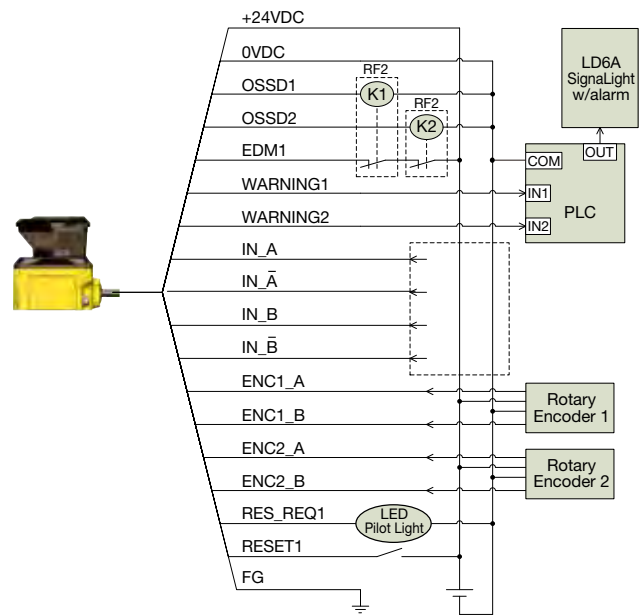 +24VDC
0VDC
OSSD1
OSSD2
EDM1
WARNING1
WARNING2
IN_A
IN_A̅
IN_B
IN_B̅
ENC1_A
ENC1_B
ENC2_A
ENC2_B
RES_REQ1
RESET1
FG
RF2
K1
RF2
K2
LED
Pilot Light
LD6A
SignaLight
w/alarm
OUT
COM
IN1
IN2
PLC
Rotary
Encoder 1
Rotary
Encoder 2